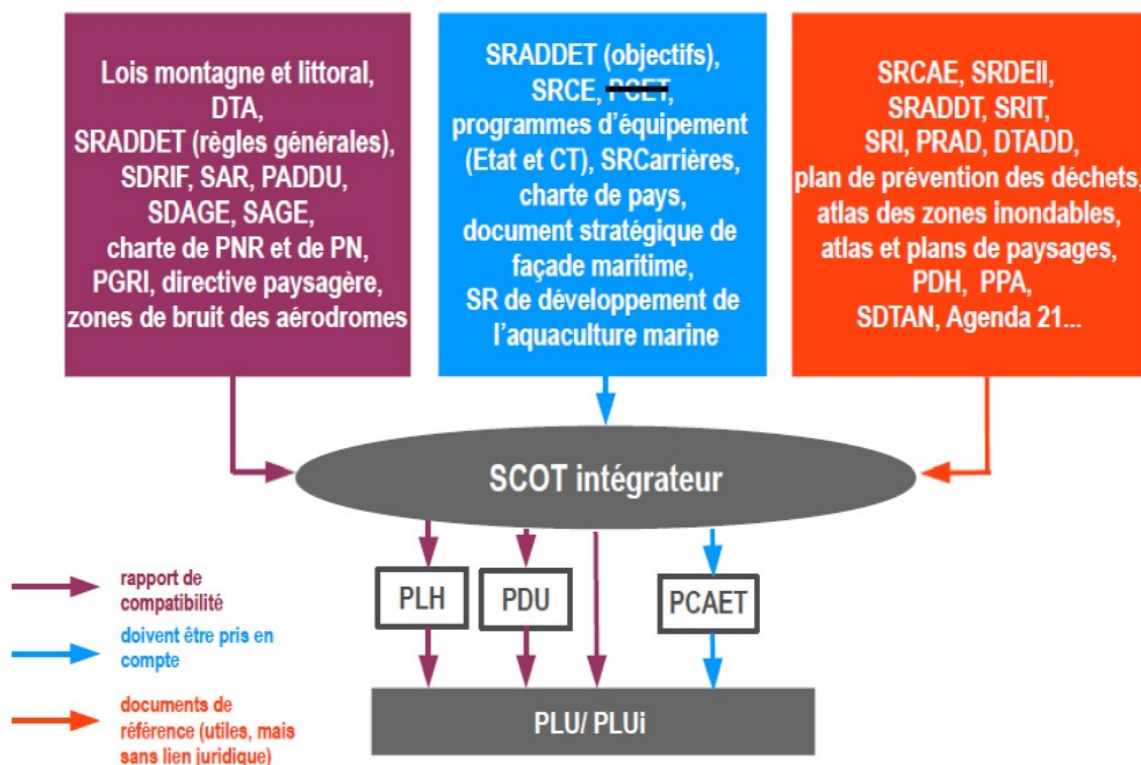 Lois montagne et littoral,
DTA,
SRADDET (règles générales),
SDRIF, SAR, PADDU,
SDAGE, SAGE,
charte de PNR et de PN,
PGRI, directive paysagère,
zones de bruit des aérodromes
SRADDET (objectifs),
SRCE, PCET,
programmes d'équipement
(Etat et CT), SRCarrières,
charte de pays,
document stratégique de
façade maritime,
SR de développement de
l'aquaculture marine
SRCAE, SRDEII,
SRADDT, SRIT,
SRI, PRAD, DTADD,
plan de prévention des déchets,
atlas des zones inondables,
atlas et plans de paysages,
PDH, PPA,
SDTAN, Agenda 21...
SCOT intégrateur
PLH
PDU
PCAET
PLU/ PLUi
rapport de
compatibilité
doivent être pris en
compte
documents de
référence (utiles, mais
sans lien juridique)